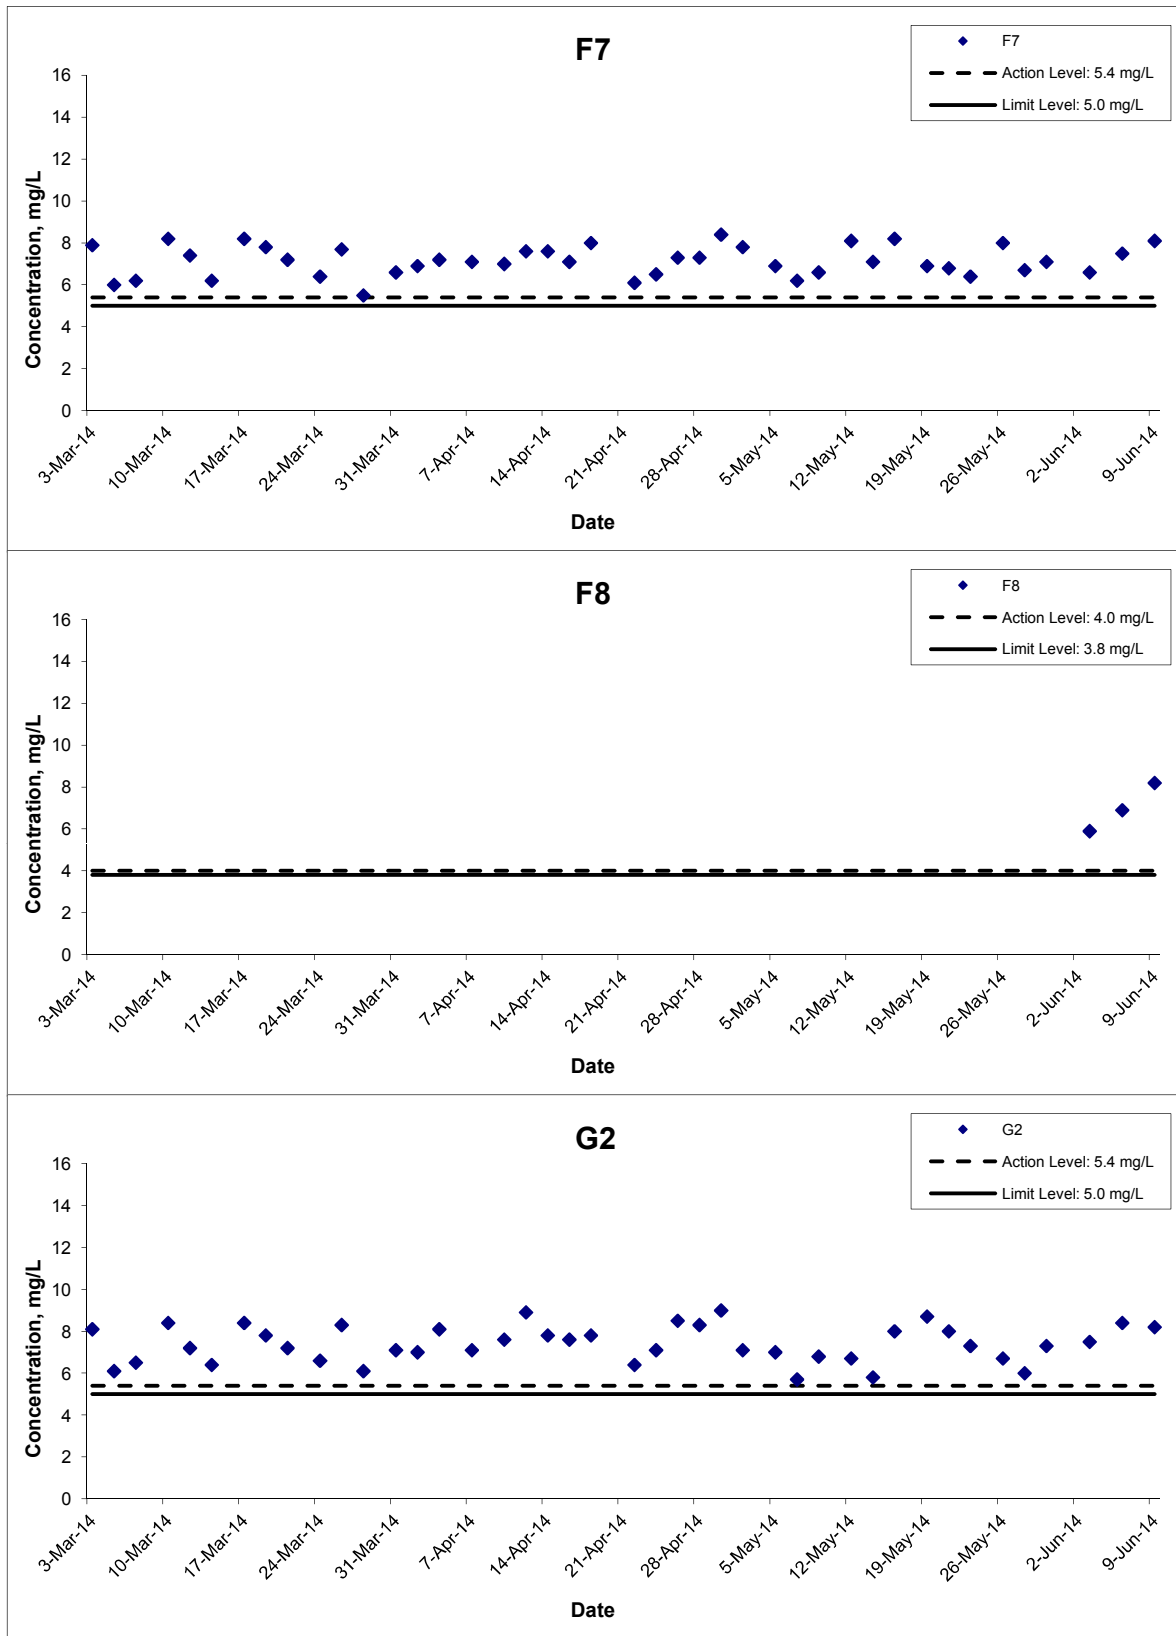 F7
F7
Action Level: 5.4 mg/L
Limit Level: 5.0 mg/L
Concentration, mg/L
16
14
12
10
8
6
4
2
0
3-Mar-14
10-Mar-14
17-Mar-14
24-Mar-14
31-Mar-14
7-Apr-14
14-Apr-14
21-Apr-14
28-Apr-14
5-May-14
12-May-14
19-May-14
26-May-14
2-Jun-14
9-Jun-14
Date
F8
F8
Action Level: 4.0 mg/L
Limit Level: 3.8 mg/L
Concentration, mg/L
16
14
12
10
8
6
4
2
0
3-Mar-14
10-Mar-14
17-Mar-14
24-Mar-14
31-Mar-14
7-Apr-14
14-Apr-14
21-Apr-14
28-Apr-14
5-May-14
12-May-14
19-May-14
26-May-14
2-Jun-14
9-Jun-14
Date
G2
G2
Action Level: 5.4 mg/L
Limit Level: 5.0 mg/L
Concentration, mg/L
16
14
12
10
8
6
4
2
0
3-Mar-14
10-Mar-14
17-Mar-14
24-Mar-14
31-Mar-14
7-Apr-14
14-Apr-14
21-Apr-14
28-Apr-14
5-May-14
12-May-14
19-May-14
26-May-14
2-Jun-14
9-Jun-14
Date